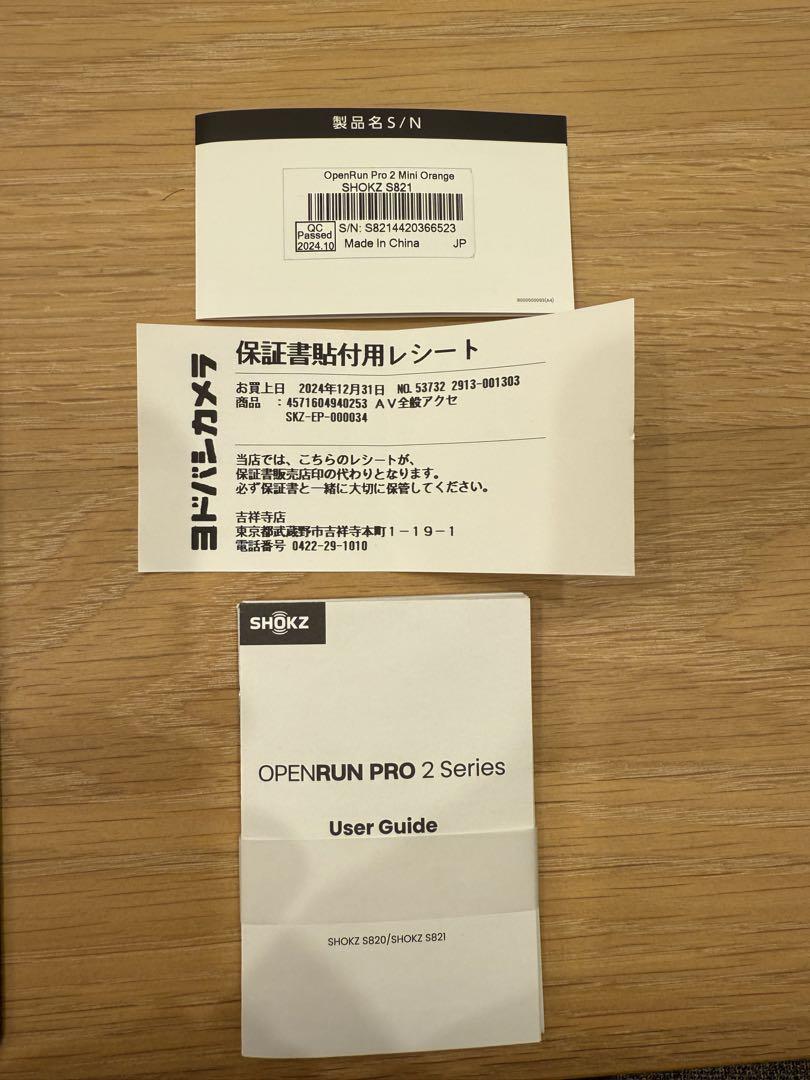 製品名S/N
OpenRun Pro 2 Mini Orange
SHOKZ S821
QC
Passed
2024.10
S/N: S8214420366523
Made In China JP
8000000093(A4)
ヨドバシカメラ
保証書貼付用レシート
お買上日 2024年12月31日 NO. 53732 2913-001303
商品 :4571604940253 AV全般アクセ
SKZ-EP-000034
当店では、こちらのレシートが、
保証書販売店印の代わりとなります。
必ず保証書と一緒に大切に保管してください。
吉祥寺店
東京都武蔵野市吉祥寺本町1-19-1
電話番号 0422-29-1010
SHOKZ
OPENRUN PRO 2 Series
User Guide
SHOKZ S820/SHOKZ S821